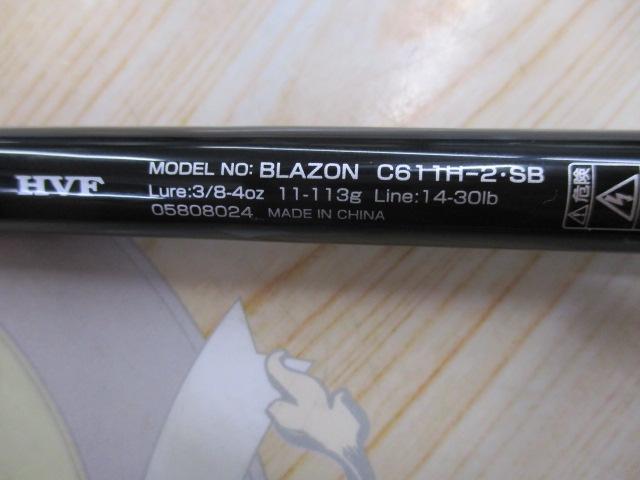 HVF
MODEL NO: BLAZON C611H-2・SB
Lure:3/8-4oz 11-113g Line:14-30lb
05808024 MADE IN CHINA
危険